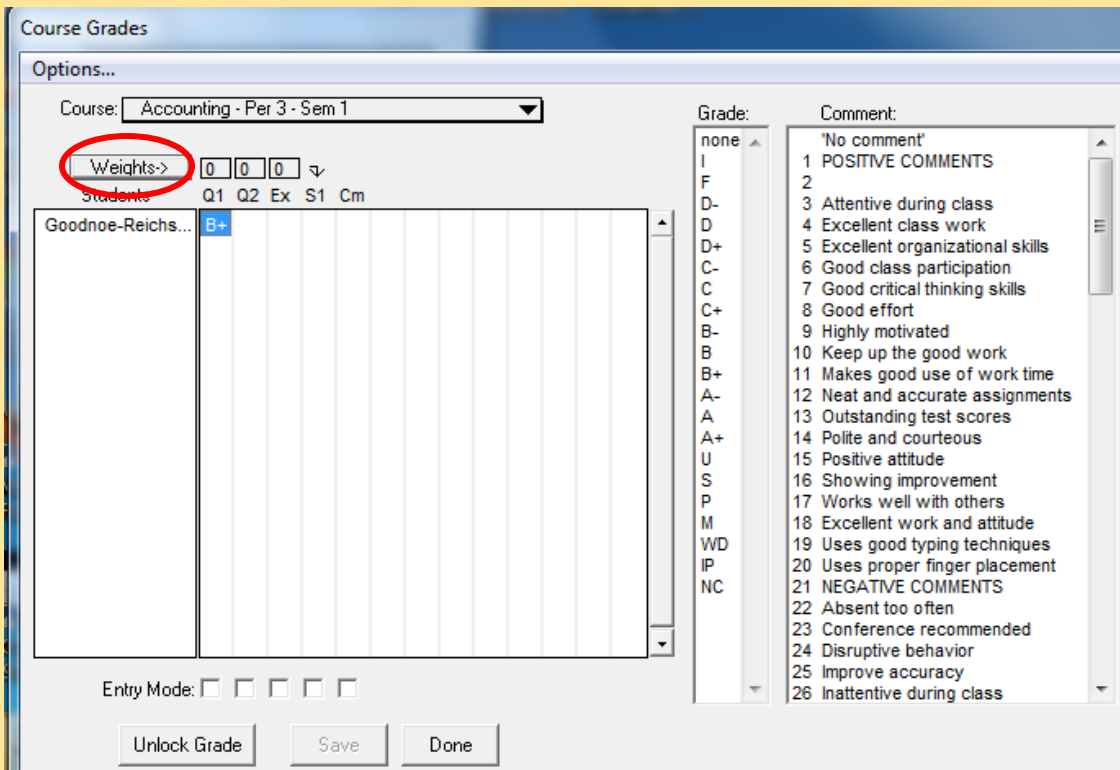 Course Grades
Options...
Course: Accounting - Per 3 - Sem 1
Weights-> 0 0 0
Students Q1 Q2 Ex S1 Cm
Goodnoe-Reichs... B+
Entry Mode:
Unlock Grade Save Done
Grade:
none
I
F
D-
D
D+
C-
C
C+
B-
B
B+
A-
A
A+
U
S
P
M
WD
IP
NC
Comment:
'No comment'
1 POSITIVE COMMENTS
2
3 Attentive during class
4 Excellent class work
5 Excellent organizational skills
6 Good class participation
7 Good critical thinking skills
8 Good effort
9 Highly motivated
10 Keep up the good work
11 Makes good use of work time
12 Neat and accurate assignments
13 Outstanding test scores
14 Polite and courteous
15 Positive attitude
16 Showing improvement
17 Works well with others
18 Excellent work and attitude
19 Uses good typing techniques
20 Uses proper finger placement
21 NEGATIVE COMMENTS
22 Absent too often
23 Conference recommended
24 Disruptive behavior
25 Improve accuracy
26 Inattentive during class